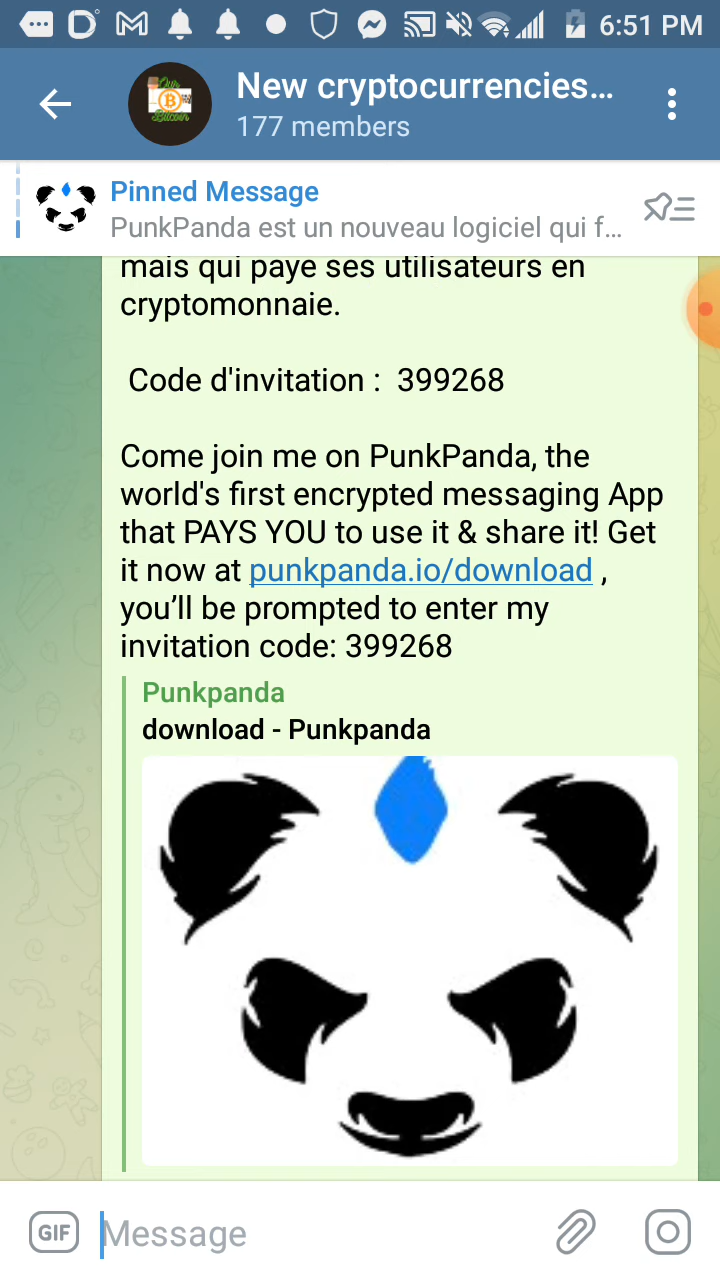 6:51 PM
New cryptocurrencies...
177 members
Pinned Message
PunkPanda est un nouveau logiciel qui f...
mais qui paye ses utilisateurs en
cryptomonnaie.
Code d'invitation : 399268
Come join me on PunkPanda, the
world's first encrypted messaging App
that PAYS YOU to use it & share it! Get
it now at punkpanda.io/download ,
you’ll be prompted to enter my
invitation code: 399268
Punkpanda
download - Punkpanda
GIF
Message